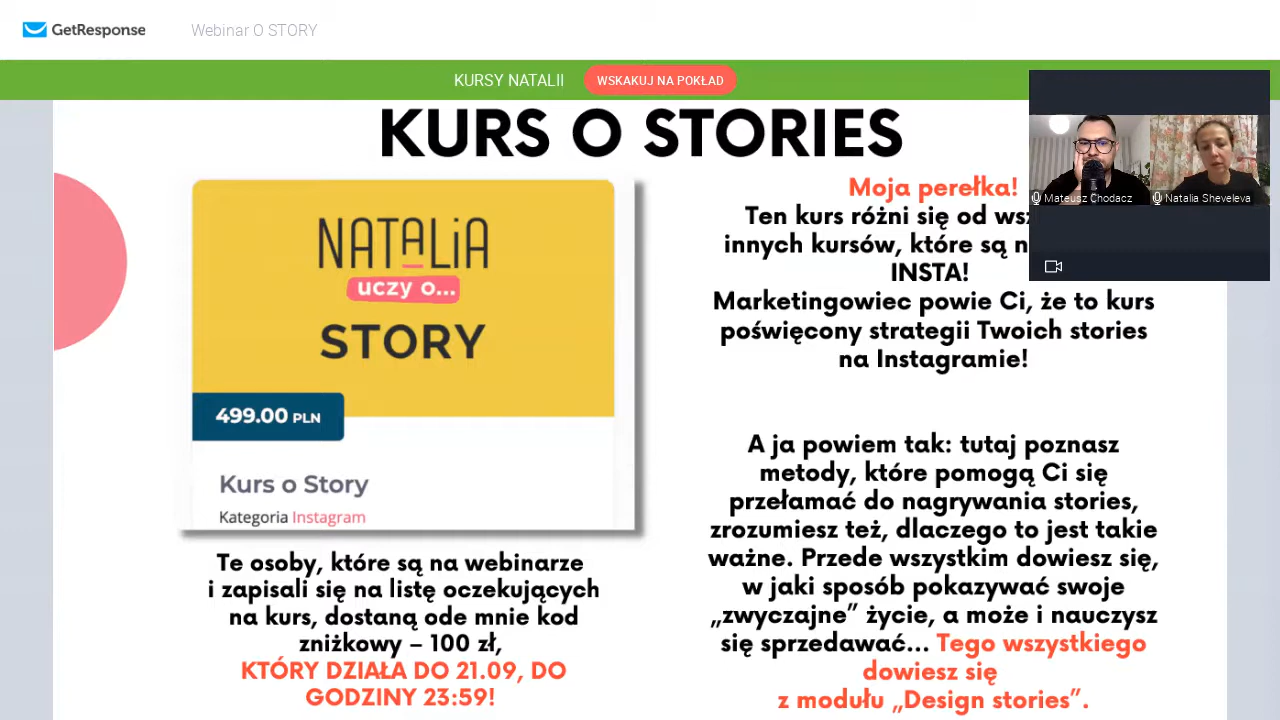 GetResponse
Webinar O STORY
KURSY NATALII
WSKAKUJ NA POKŁAD
KURS O STORIES
NATALiA
uczy o...
STORY
499.00 PLN
Kurs o Story
Kategoria Instagram
Te osoby, które są na webinarze
i zapisali się na listę oczekujących
na kurs, dostaną ode mnie kod
zniżkowy – 100 zł,
KTÓRY DZIAŁA DO 21.09, DO
GODZINY 23:59!
Moja perełka!
Ten kurs różni się od
innych kursów, które są
INSTA!
Marketingowiec powie Ci, że to kurs
poświęcony strategii Twoich stories
na Instagramie!
A ja powiem tak: tutaj poznasz
metody, które pomogą Ci się
przełamać do nagrywania stories,
zrozumiesz też, dlaczego to jest takie
ważne. Przede wszystkim dowiesz się,
w jaki sposób pokazywać swoje
„zwyczajne” życie, a może i nauczysz
się sprzedawać... Tego wszystkiego
dowiesz się
z modułu „Design stories”.
Mateusz Chodacz
Natalia Sheveleva